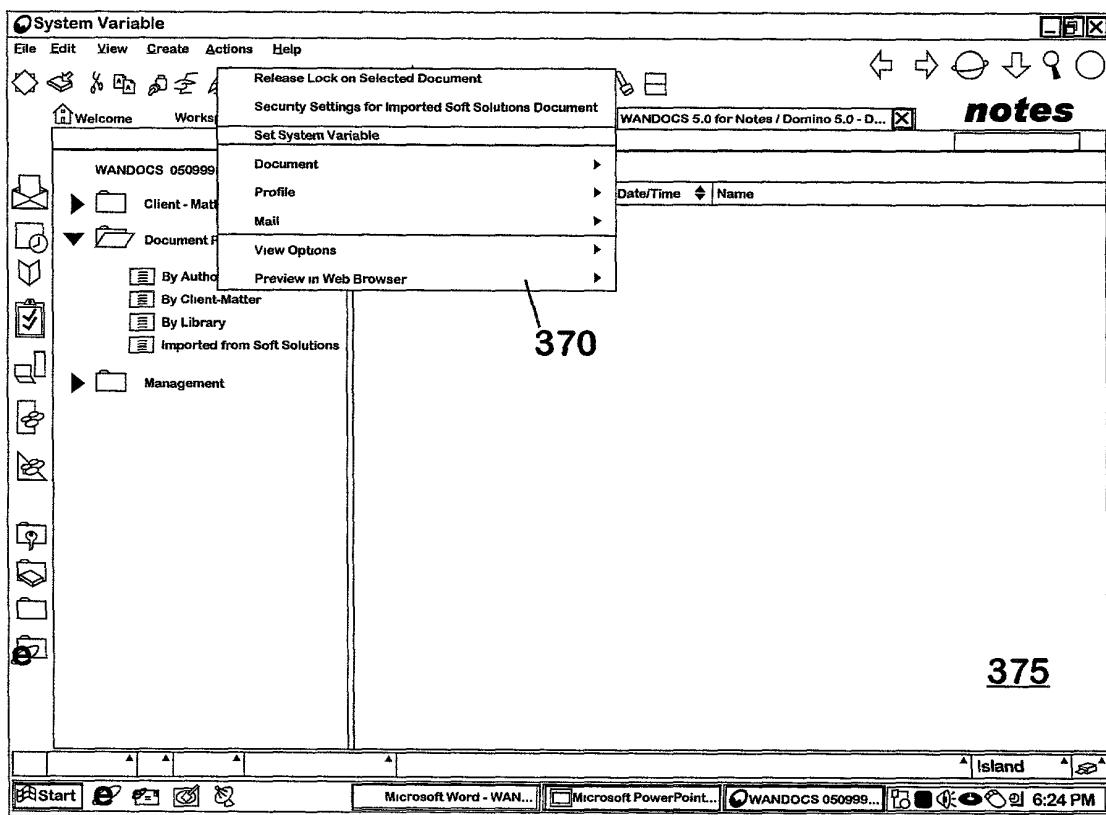 System Variable
File Edit View Create Actions Help
Release Lock on Selected Document
Security Settings for Imported Soft Solutions Document
Set System Variable
Document
Profile
Mail
View Options
Preview in Web Browser
Welcome Works
WANDOCS 5.0 for Notes / Domino 5.0 - D...
notes
WANDOCS 050999
Date/Time Name
Client - Matt
Document P
By Autho
By Client-Matter
By Library
Imported from Soft Solutions
Management
370
375
Island
Start
Microsoft Word - WAN...
Microsoft PowerPoint...
WANDOCS 050999...
6:24 PM